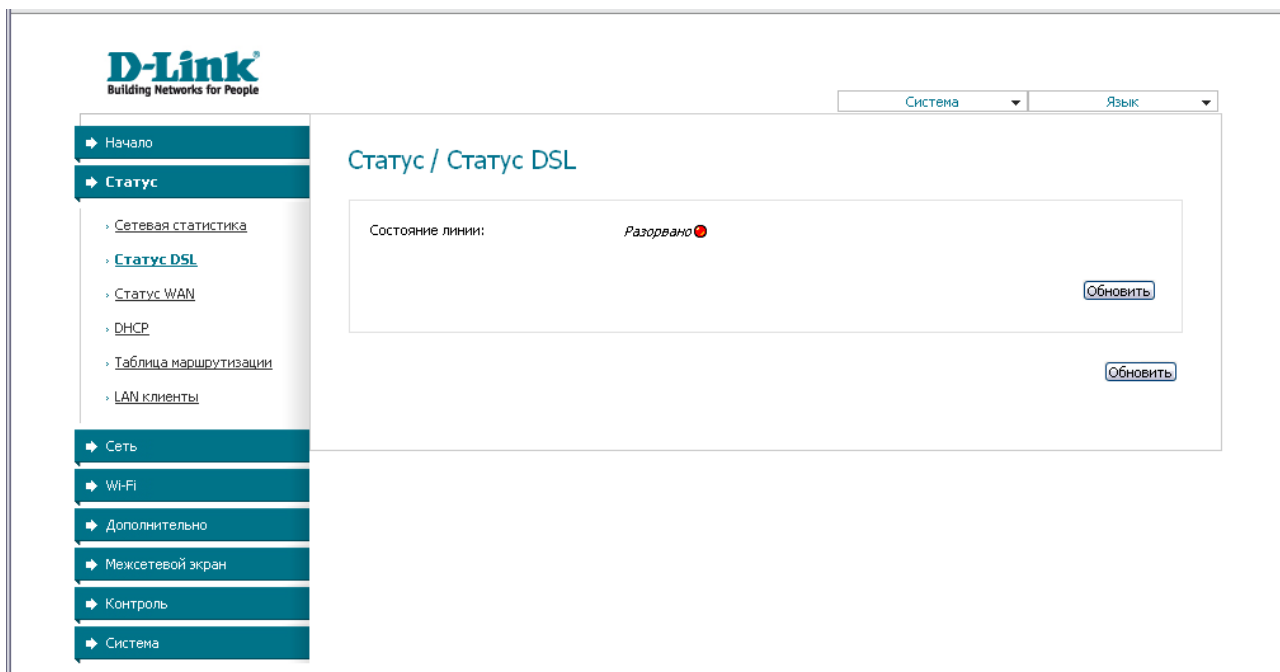 D-Link
Building Networks for People
Система
Язык
Начало
Статус
Сетевая статистика
Статус DSL
Статус WAN
DHCP
Таблица маршрутизации
LAN клиенты
Сеть
Wi-Fi
Дополнительно
Межсетевой экран
Контроль
Система
Статус / Статус DSL
Состояние линии: Разорвано
Обновить
Обновить